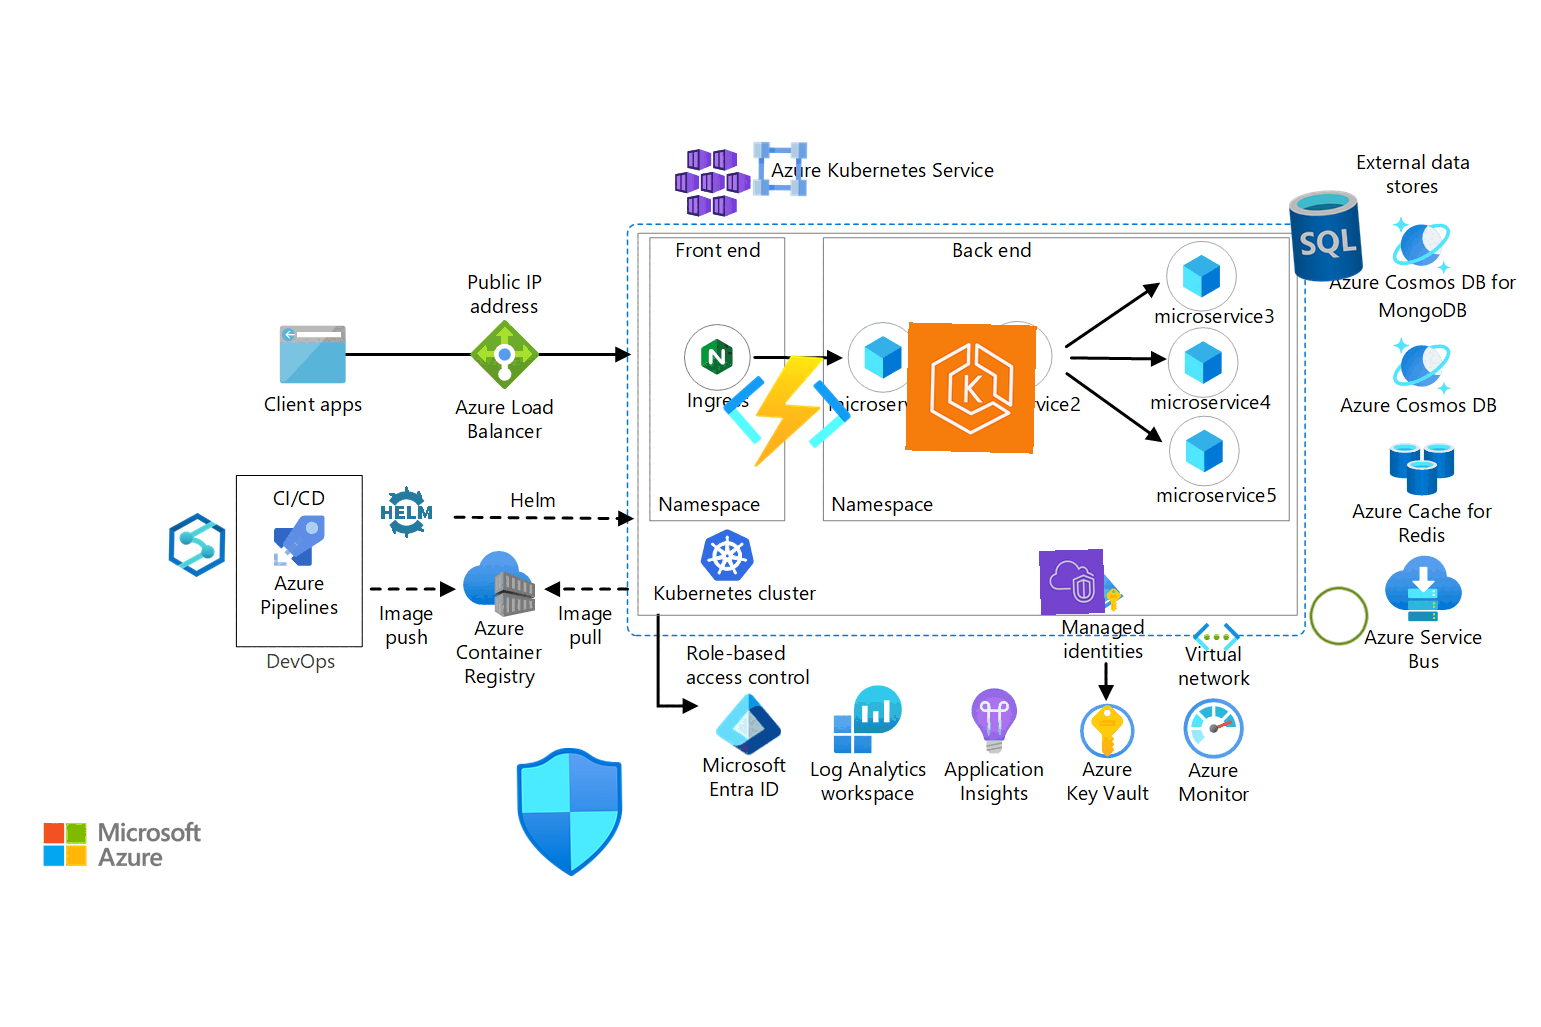 Azure Kubernetes Service
External data
stores
SQL
Front end
Back end
Public IP
address
Azure Cosmos DB for
MongoDB
microservice3
N
K
Ingress
microservice4
Client apps
Azure Load
Balancer
Azure Cosmos DB
microservice5
CI/CD
HELM
Helm
Namespace
Namespace
Azure Cache for
Redis
Azure
Pipelines
Kubernetes cluster
Image
push
Image
pull
Azure
Container
Registry
DevOps
Managed
identities
Virtual
network
Azure Service
Bus
Role-based
access control
Microsoft
Entra ID
Log Analytics
workspace
Application
Insights
Azure
Key Vault
Azure
Monitor
Microsoft
Azure